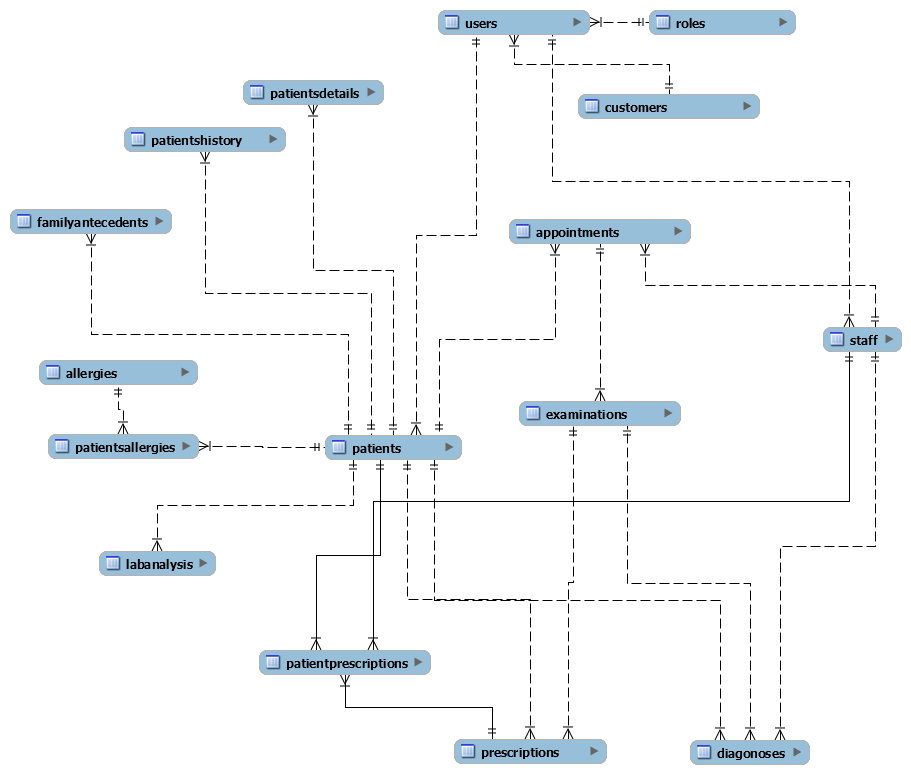 users
roles
patientsdetails
customers
patientshistory
familyantecedents
appointments
staff
allergies
examinations
patientsallergies
patients
labanalysis
patientprescriptions
prescriptions
diagonoses